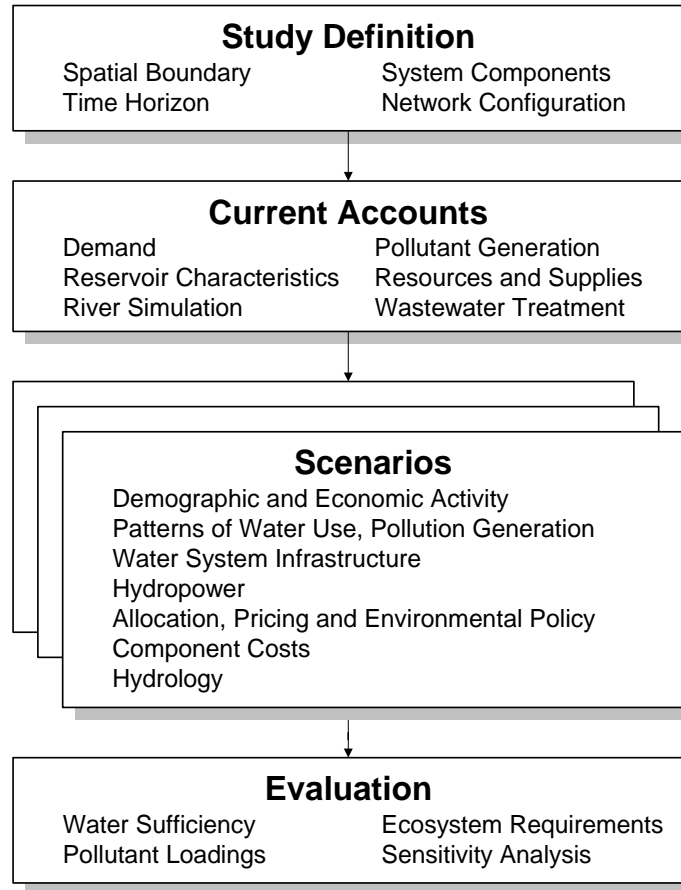 Study Definition
Spatial Boundary System Components
Time Horizon Network Configuration
Current Accounts
Demand Pollutant Generation
Reservoir Characteristics Resources and Supplies
River Simulation Wastewater Treatment
Scenarios
Demographic and Economic Activity
Patterns of Water Use, Pollution Generation
Water System Infrastructure
Hydropower
Allocation, Pricing and Environmental Policy
Component Costs
Hydrology
Evaluation
Water Sufficiency Ecosystem Requirements
Pollutant Loadings Sensitivity Analysis